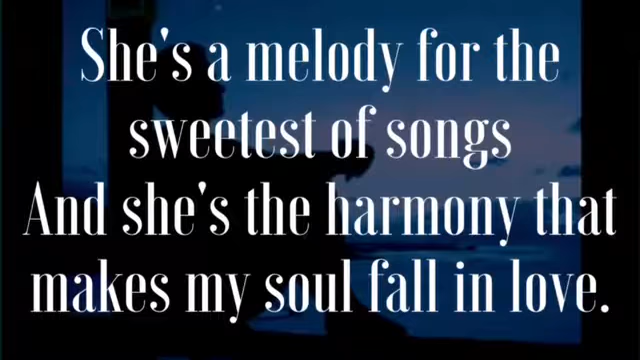 She's a melody for the
sweetest of songs
And she's the harmony that
makes my soul fall in love.